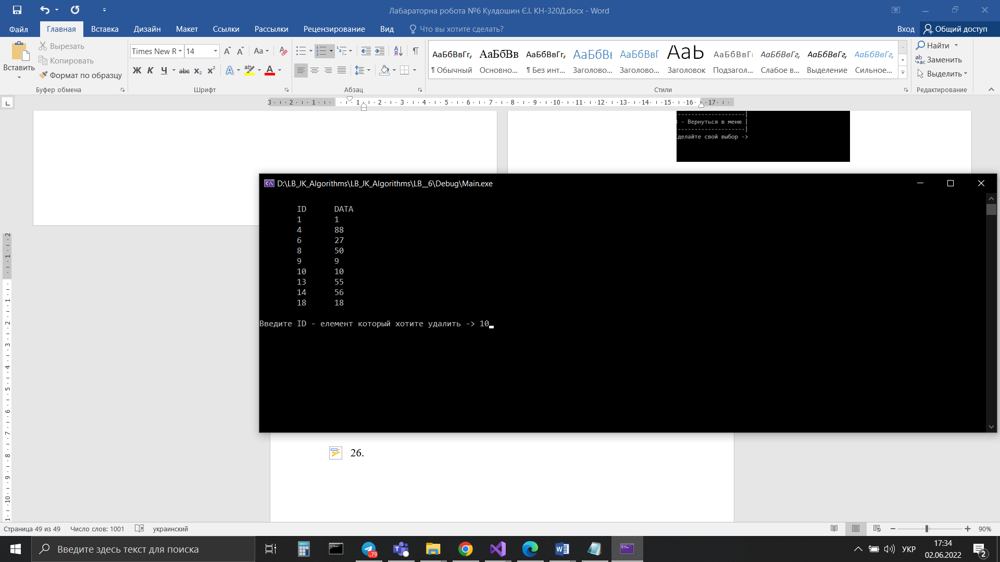 Лабараторна робота №6 Кулдошин Є.І. КН-320Д.docx - Word
Файл Главная Вставка Дизайн Макет Ссылки Рассылки Рецензирование Вид Что вы хотите сделать? Вход Общий доступ
Вставить
Вырезать
Копировать
Формат по образцу
Буфер обмена
Times New R 14
Шрифт
Абзац
АаБбВвГг, АаБбВв АаБбВвГг, АаБбВ АаБбВвГ АаЬ АаБбВвГ АаБбВвГг, АаБбВвГг, АаБбВвГг,
¶ Обычный Основно... ¶ Без инт... Заголово... Заголово... Заголовок Подзагол... Слабое в... Выделение Сильное...
Стили
Найти
Заменить
Выделить
Редактирование
3 2 1 1 2 3 4 5 6 7 8 9 10 11 12 13 14 15 16 17
- Вернуться в меню |
делайте свой выбор ->
D:\LB_JK_Algorithms\LB_JK_Algorithms\LB__6\Debug\Main.exe
ID DATA
1 1
4 88
6 27
8 50
9 9
10 10
13 55
14 56
18 18
Введите ID - елемент который хотите удалить -> 10
26.
Страница 49 из 49 Число слов: 1001 украинский 90%
Введите здесь текст для поиска
..79
УКР
17:34
02.06.2022
2